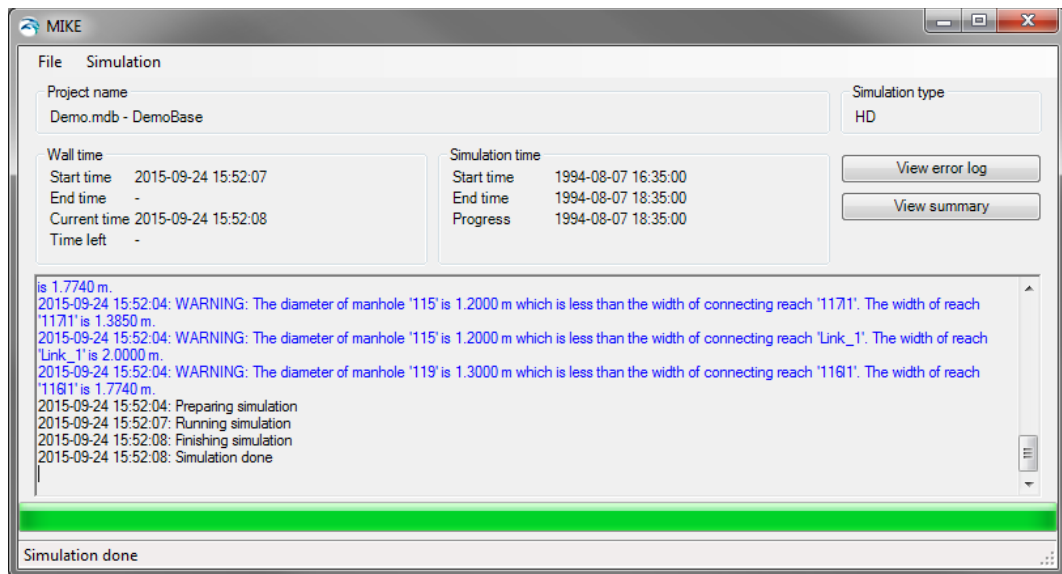 MIKE
File Simulation
Project name
Demo.mdb - DemoBase
Simulation type
HD
Wall time
Start time 2015-09-24 15:52:07
End time -
Current time 2015-09-24 15:52:08
Time left -
Simulation time
Start time 1994-08-07 16:35:00
End time 1994-08-07 18:35:00
Progress 1994-08-07 18:35:00
View error log
View summary
is 1.7740 m.
2015-09-24 15:52:04: WARNING: The diameter of manhole '115' is 1.2000 m which is less than the width of connecting reach '117l1'. The width of reach
'117l1' is 1.3850 m.
2015-09-24 15:52:04: WARNING: The diameter of manhole '115' is 1.2000 m which is less than the width of connecting reach 'Link_1'. The width of reach
'Link_1' is 2.0000 m.
2015-09-24 15:52:04: WARNING: The diameter of manhole '119' is 1.3000 m which is less than the width of connecting reach '116l1'. The width of reach
'116l1' is 1.7740 m.
2015-09-24 15:52:04: Preparing simulation
2015-09-24 15:52:07: Running simulation
2015-09-24 15:52:08: Finishing simulation
2015-09-24 15:52:08: Simulation done
Simulation done